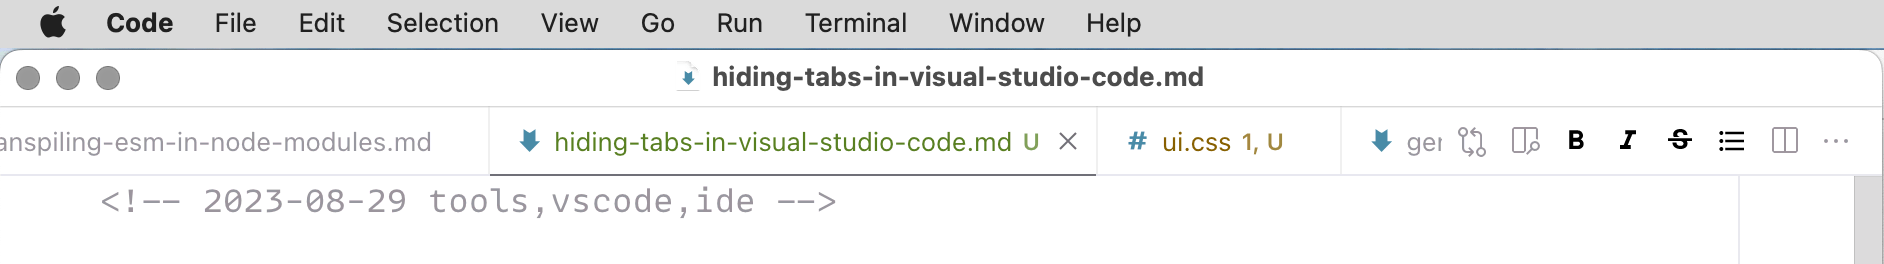 Code File Edit Selection View Go Run Terminal Window Help
hiding-tabs-in-visual-studio-code.md
anspiling-esm-in-node-modules.md hiding-tabs-in-visual-studio-code.md U # ui.css 1, U ger B I S ...
<!-- 2023-08-29 tools,vscode,ide -->